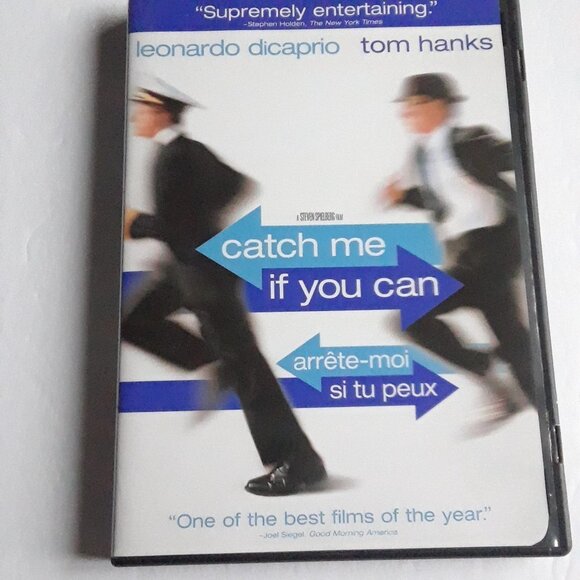 "Supremely entertaining."
–Stephen Holden, The New York Times
leonardo dicaprio tom hanks
A STEVEN SPIELBERG FILM
catch me
if you can
arrête-moi
si tu peux
"One of the best films of the year."
–Joel Siegel, Good Morning America